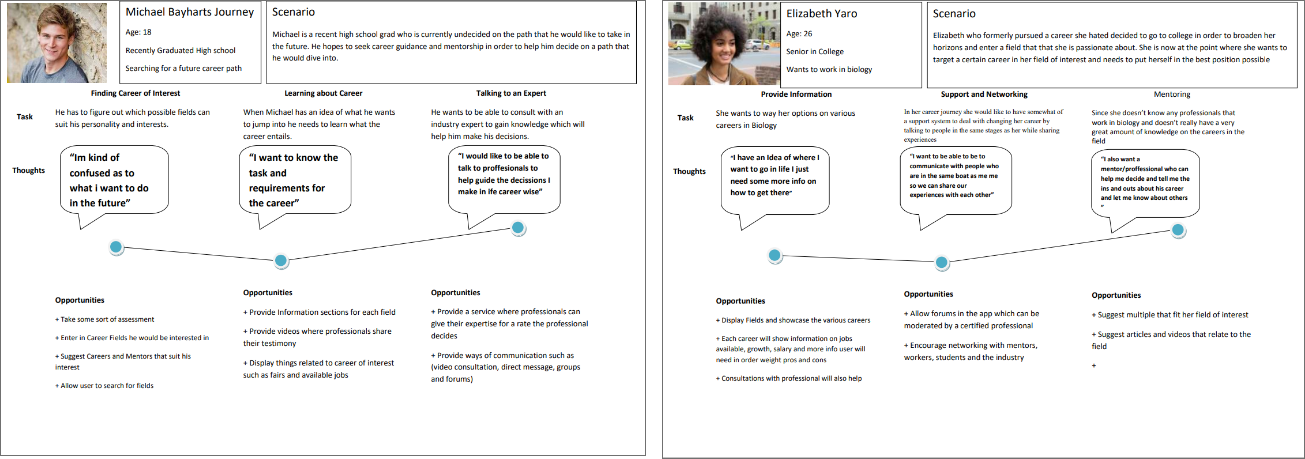 Michael Bayharts Journey
Age: 18
Recently Graduated High school
Searching for a future career path
Scenario
Michael is a recent high school grad who is currently undecided on the path that he would like to take in
the future. He hopes to seek career guidance and mentorship in order to help him decide on a path that
he would dive into.
Finding Career of Interest
Learning about Career
Talking to an Expert
Task
He has to figure out which possible fields can
suit his personality and interests.
When Michael has an idea of what he wants
to jump into he needs to learn what the
career entails.
He wants to be able to consult with an
industry expert to gain knowledge which will
help him make his decisions.
Thoughts
"Im kind of
confused as to
what i want to do
in the future"
"I want to know the
task and
requirements for
the career"
"I would like to be able to
talk to proffesionals to
help guide the decissions I
make in ife career wise"
Opportunities
+ Take some sort of assessment
+ Enter in Career Fields he would be interested in
+ Suggest Careers and Mentors that suit his
interest
+ Allow user to search for fields
Opportunities
+ Provide Information sections for each field
+ Provide videos where professionals share
their testimony
+ Display things related to career of interest
such as fairs and available jobs
Opportunities
+ Provide a service where professionals can
give their expertise for a rate the professional
decides
+ Provide ways of communication such as
(video consultation, direct message, groups
and forums)
Elizabeth Yaro
Age: 26
Senior in College
Wants to work in biology
Scenario
Elizabeth who formerly pursued a career she hated decided to go to college in order to broaden her
horizons and enter a field that that she is passionate about. She is now at the point where she wants to
target a certain career in her field of interest and needs to put herself in the best position possible
Provide Information
Support and Networking
Mentoring
Task
She wants to way her options on various
careers in Biology
In her career journey she would like to have somewhat of
a support system to deal with changing her career by
talking to people in the same stages as her while sharing
experiences
Since she doesn't know any professionals that
work in biology and doesn't really have a very
great amount of knowledge on the careers in the
field
Thoughts
"I have an Idea of where I
want to go in life I just
need some more info on
how to get there"
"I want to be able to be to
communicate with people who
are in the same boat as me me
so we can share our
experiences with each other"
"I also want a
mentor/proffessional who can
help me decide and tell me the
ins and outs about his career
and let me know about others
"
Opportunities
+ Display Fields and showcase the various careers
+ Each career will show information on jobs
available, growth, salary and more info user will
need in order weight pros and cons
+ Consultations with professional will also help
Opportunities
+ Allow forums in the app which can be
moderated by a certified professional
+ Encourage networking with mentors,
workers, students and the industry
Opportunities
+ Suggest multiple that fit her field of interest
+ Suggest articles and videos that relate to the
field
+